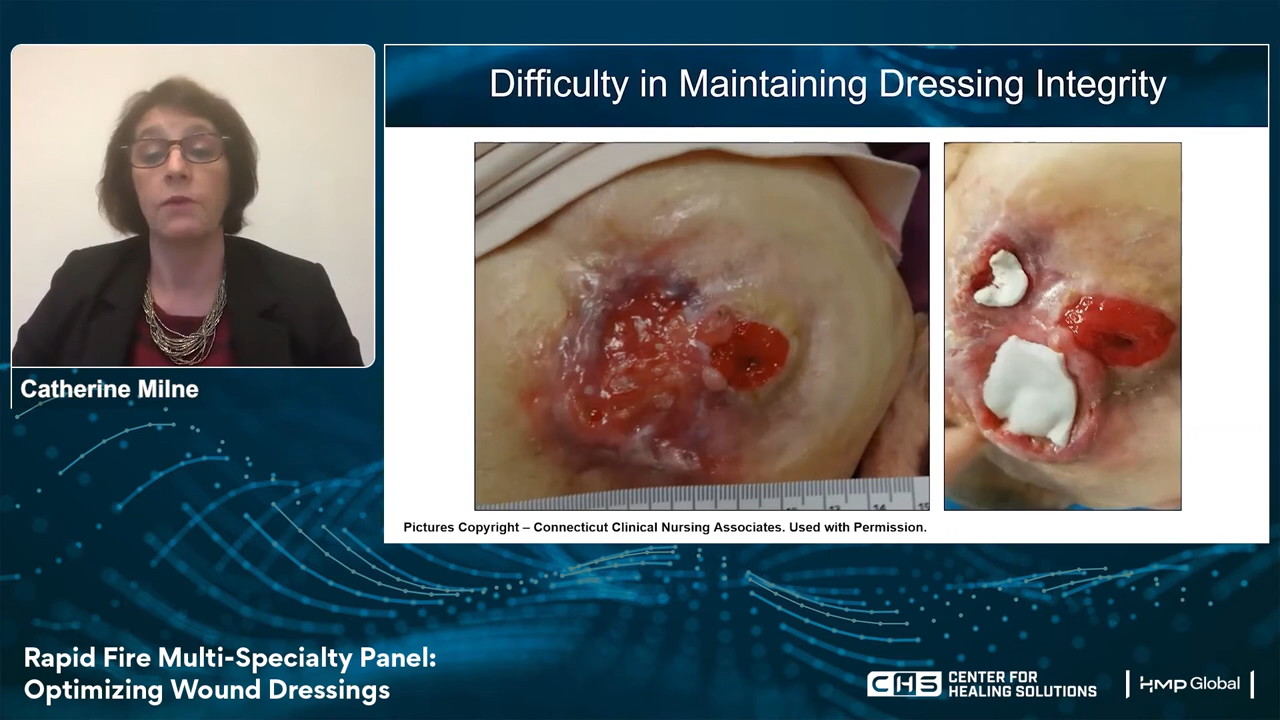 Difficulty in Maintaining Dressing Integrity
Catherine Milne
Pictures Copyright – Connecticut Clinical Nursing Associates. Used with Permission.
Rapid Fire Multi-Specialty Panel:
Optimizing Wound Dressings
CHS CENTER FOR
HEALING SOLUTIONS
HMP Global